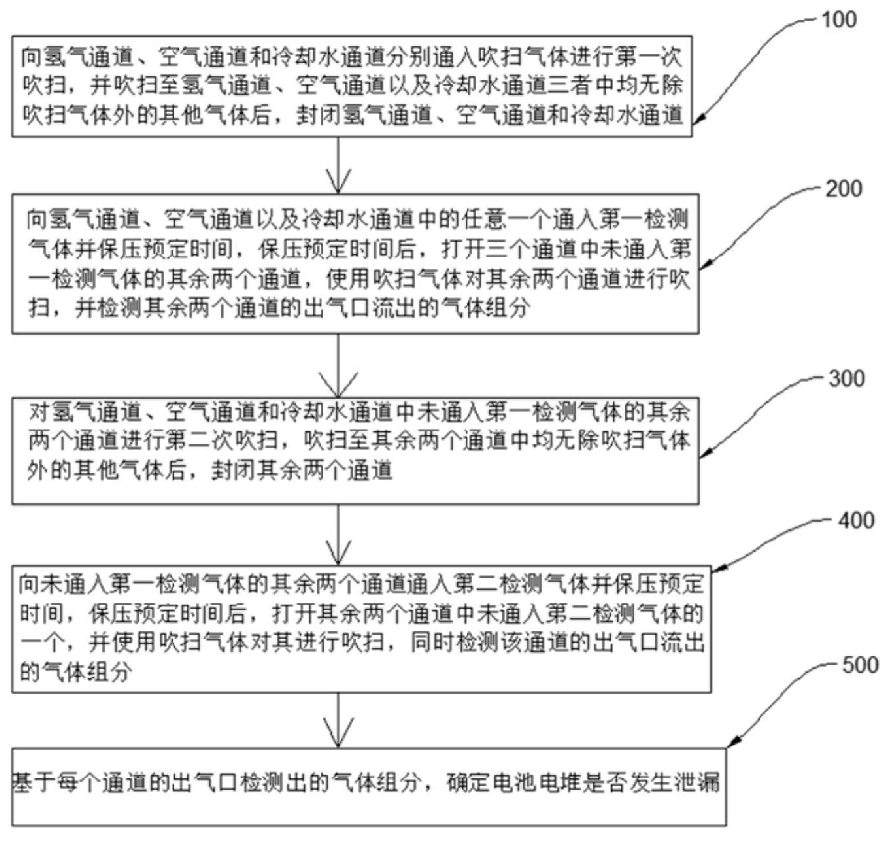 100
向氢气通道、空气通道和冷却水通道分别通入吹扫气体进行第一次
吹扫，并吹扫至氢气通道、空气通道以及冷却水通道三者中均无除
吹扫气体外的其他气体后，封闭氢气通道、空气通道和冷却水通道
200
向氢气通道、空气通道以及冷却水通道中的任意一个通入第一检测
气体并保压预定时间，保压预定时间后，打开三个通道中未通入第
一检测气体的其余两个通道，使用吹扫气体对其余两个通道进行吹
扫，并检测其余两个通道的出气口流出的气体组分
300
对氢气通道、空气通道和冷却水通道中未通入第一检测气体的其余
两个通道进行第二次吹扫，吹扫至其余两个通道中均无除吹扫气体
外的其他气体后，封闭其余两个通道
400
向未通入第一检测气体的其余两个通道通入第二检测气体并保压预定
时间，保压预定时间后，打开其余两个通道中未通入第二检测气体的
一个，并使用吹扫气体对其进行吹扫，同时检测该通道的出气口流出
的气体组分
500
基于每个通道的出气口检测出的气体组分，确定电池电堆是否发生泄漏